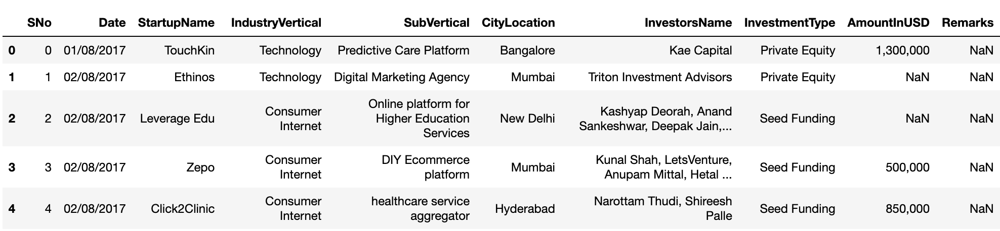 SNo Date StartupName IndustryVertical SubVertical CityLocation InvestorsName InvestmentType AmountInUSD Remarks
0 0 01/08/2017 TouchKin Technology Predictive Care Platform Bangalore Kae Capital Private Equity 1,300,000 NaN
1 1 02/08/2017 Ethinos Technology Digital Marketing Agency Mumbai Triton Investment Advisors Private Equity NaN NaN
2 2 02/08/2017 Leverage Edu Consumer Internet Online platform for Higher Education Services New Delhi Kashyap Deorah, Anand Sankeshwar, Deepak Jain,... Seed Funding NaN NaN
3 3 02/08/2017 Zepo Consumer Internet DIY Ecommerce platform Mumbai Kunal Shah, LetsVenture, Anupam Mittal, Hetal ... Seed Funding 500,000 NaN
4 4 02/08/2017 Click2Clinic Consumer Internet healthcare service aggregator Hyderabad Narottam Thudi, Shireesh Palle Seed Funding 850,000 NaN